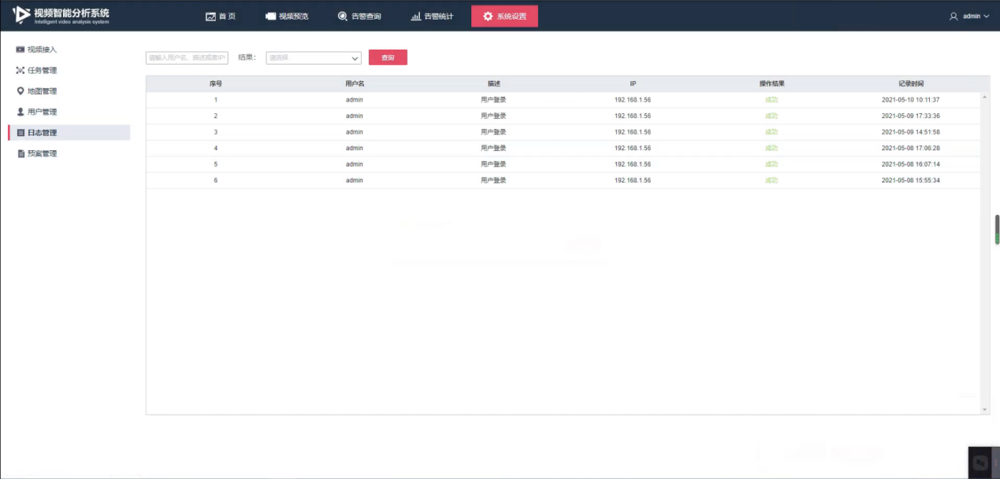 视频智能分析系统
Intelligent video analysis system
首页 视频预览 告警查询 告警统计 系统设置 admin
视频接入
任务管理
地图管理
用户管理
日志管理
预案管理
请输入用户名、描述或者IP 结果: 请选择 查询
序号 用户名 描述 IP 操作结果 记录时间
1 admin 用户登录 192.168.1.56 成功 2021-05-10 10:11:37
2 admin 用户登录 192.168.1.56 成功 2021-05-09 17:33:36
3 admin 用户登录 192.168.1.56 成功 2021-05-09 14:51:58
4 admin 用户登录 192.168.1.56 成功 2021-05-08 17:06:28
5 admin 用户登录 192.168.1.56 成功 2021-05-08 16:07:14
6 admin 用户登录 192.168.1.56 成功 2021-05-08 15:55:34